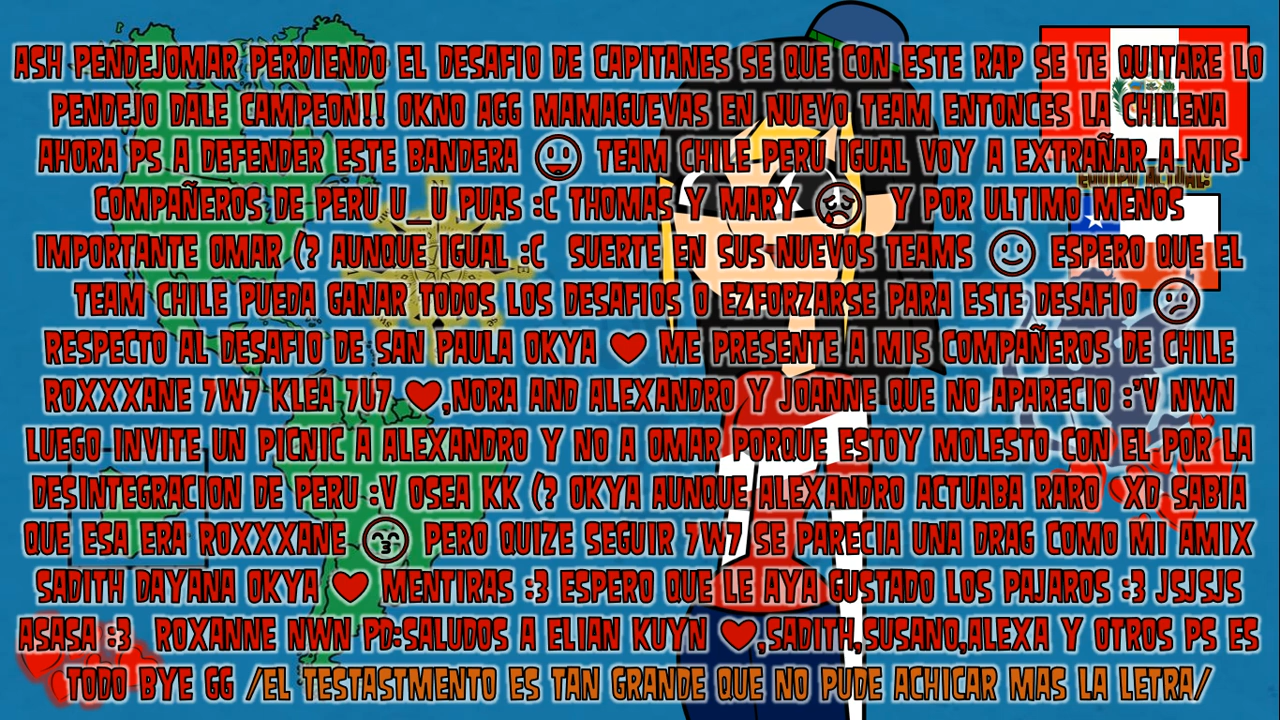 ASH PENDEJOMAR PERDIENDO EL DESAFIO DE CAPITANES SE QUE CON ESTE RAP SE TE QUITARE LO
PENDEJO DALE CAMPEON!! OKNO AGG MAMAGUEVAS EN NUEVO TEAM ENTONCES LA CHILENA
AHORA PS A DEFENDER ESTE BANDERA 😃 TEAM CHILE PERU IGUAL VOY A EXTRAÑAR A MIS
COMPAÑEROS DE PERU U_U PUAS :C THOMAS Y MARY 😫 Y POR ULTIMO MENOS
IMPORTANTE OMAR (? AUNQUE IGUAL :C SUERTE EN SUS NUEVOS TEAMS 🙂 ESPERO QUE EL
TEAM CHILE PUEDA GANAR TODOS LOS DESAFIOS O EZFORZARSE PARA ESTE DESAFIO 😕
RESPECTO AL DESAFIO DE SAN PAULA OKYA ❤ ME PRESENTE A MIS COMPAÑEROS DE CHILE
ROXXXANE 7W7 KLEA 7U7 ❤,NORA AND ALEXANDRO Y JOANNE QUE NO APARECIO :'V NWN
LUEGO INVITE UN PICNIC A ALEXANDRO Y NO A OMAR PORQUE ESTOY MOLESTO CON EL POR LA
DESINTEGRACION DE PERU :V OSEA KK (? OKYA AUNQUE ALEXANDRO ACTUABA RARO XD SABIA
QUE ESA ERA ROXXXANE 😙 PERO QUIZE SEGUIR 7W7 SE PARECIA UNA DRAG COMO MI AMIX
SADITH DAYANA OKYA ❤ MENTIRAS :3 ESPERO QUE LE AYA GUSTADO LOS PAJAROS :3 JSJSJS
ASASA :3 ROXANNE NWN PD:SALUDOS A ELIAN KUYN ❤,SADITH,SUSANO,ALEXA Y OTROS PS ES
TODO BYE GG /EL TESTASTMENTO ES TAN GRANDE QUE NO PUDE ACHICAR MAS LA LETRA/